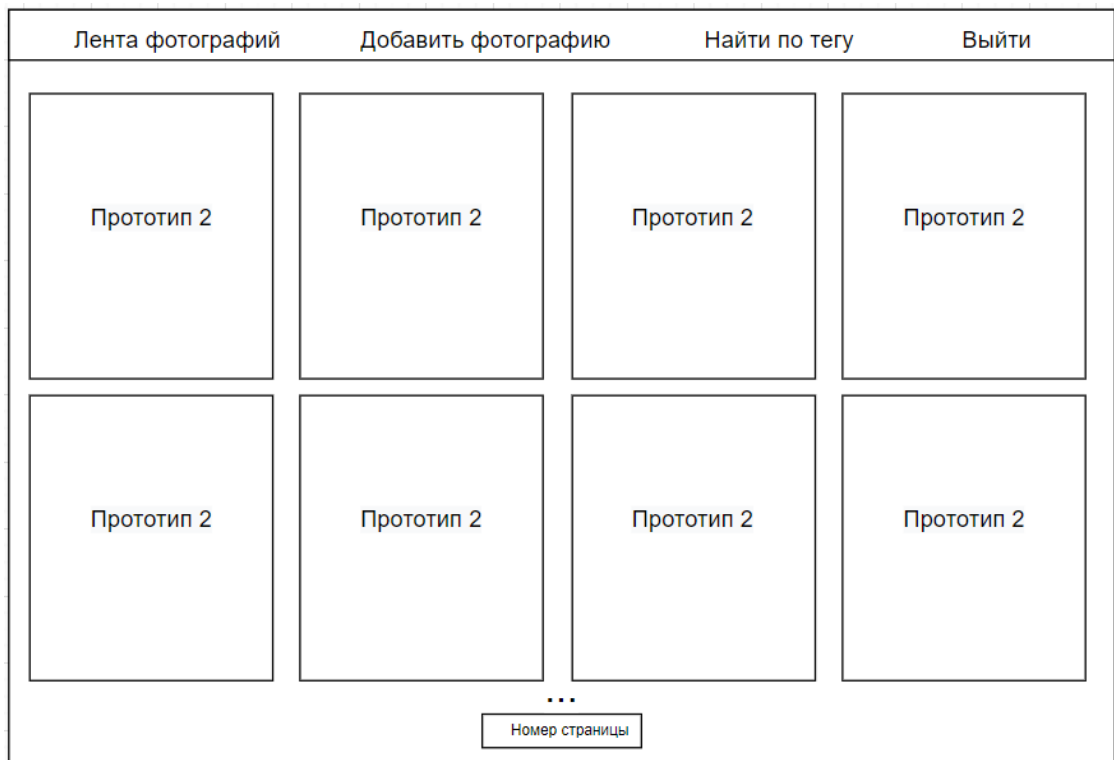 Лента фотографий Добавить фотографию Найти по тегу Выйти
Протoтип 2 Прототип 2 Прототип 2 Прототип 2
Прототип 2 Прототип 2 Прототип 2 Прототип 2
...
Номер страницы